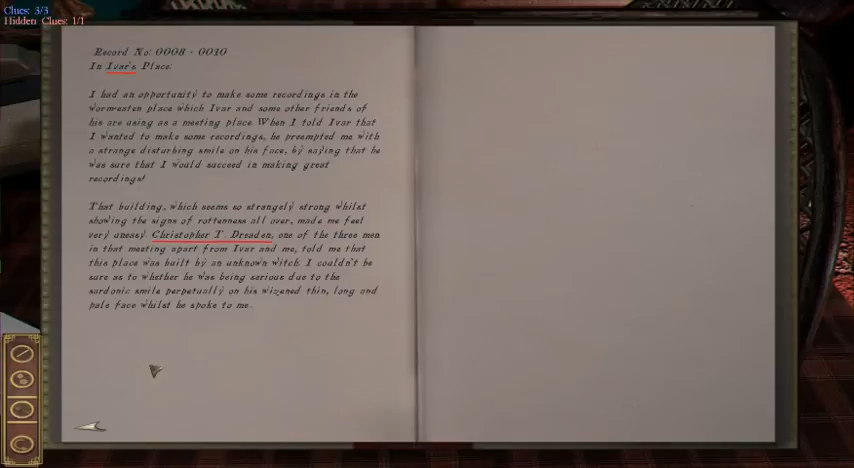 Clues: 3/3
Hidden Clues: 1/1
Record No: 0008 - 0010
In Ivar's Place:
I had an opportunity to make some recordings in the
worm-eaten place which Ivar and some other friends of
his are using as a meeting place. When I told Ivar that
I wanted to make some recordings, he preempted me with
a strange disturbing smile on his face, by saying that he
was sure that I would succeed in making great
recordings!
That building, which seems so strangely strong whilst
showing the signs of rottenness all over, made me feel
very uneasy. Christopher T. Dreaden, one of the three men
in that meeting apart from Ivar and me, told me that
this place was built by an unknown witch. I couldn't be
sure as to whether he was being serious due to the
sardonic smile perpetually on his wizened thin, long and
pale face whilst he spoke to me.